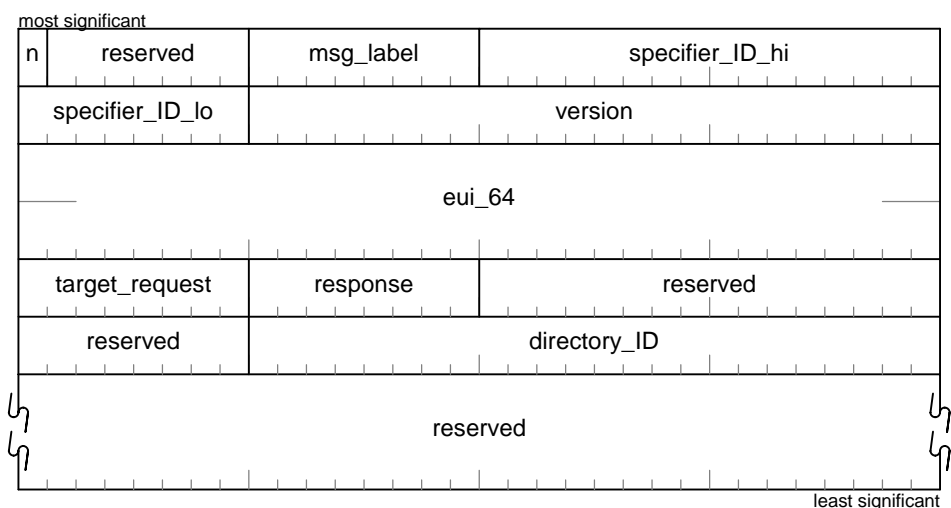 most significant
n reserved msg_label specifier_ID_hi
specifier_ID_lo version
eui_64
target_request response reserved
reserved directory_ID
reserved
least significant